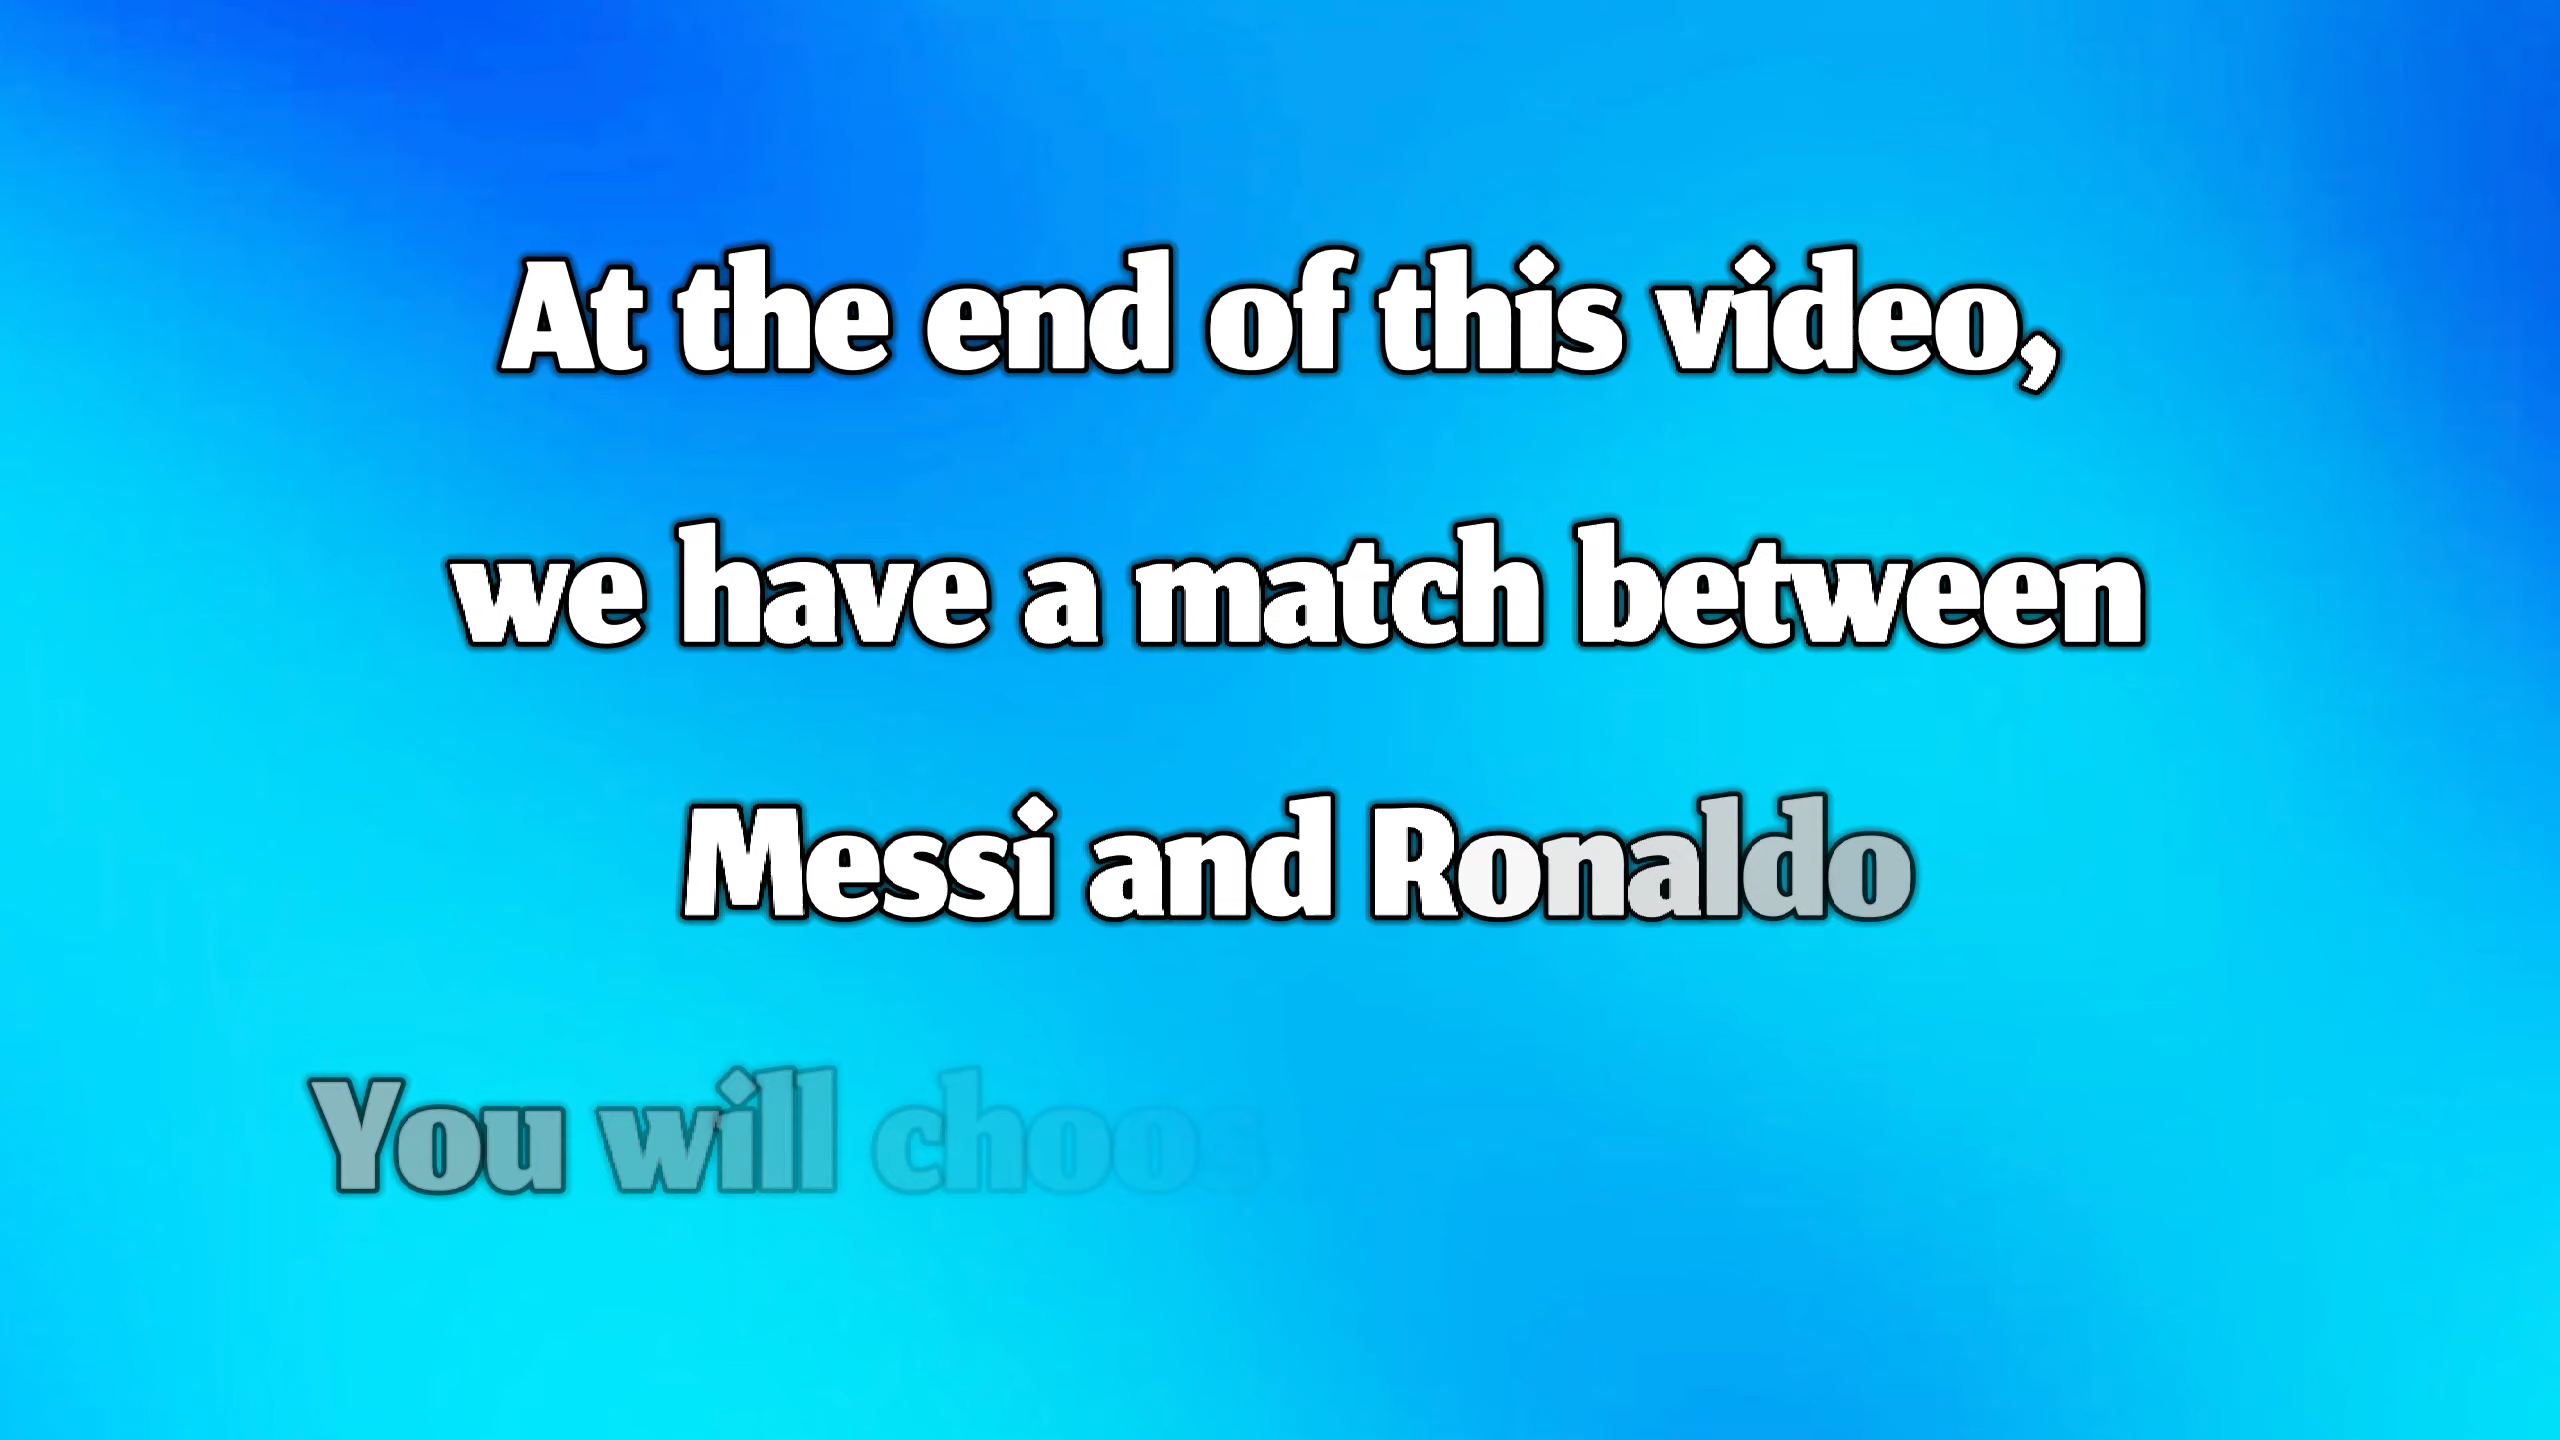 At the end of this video,
we have a match between
Messi and Ronaldo
You will choos